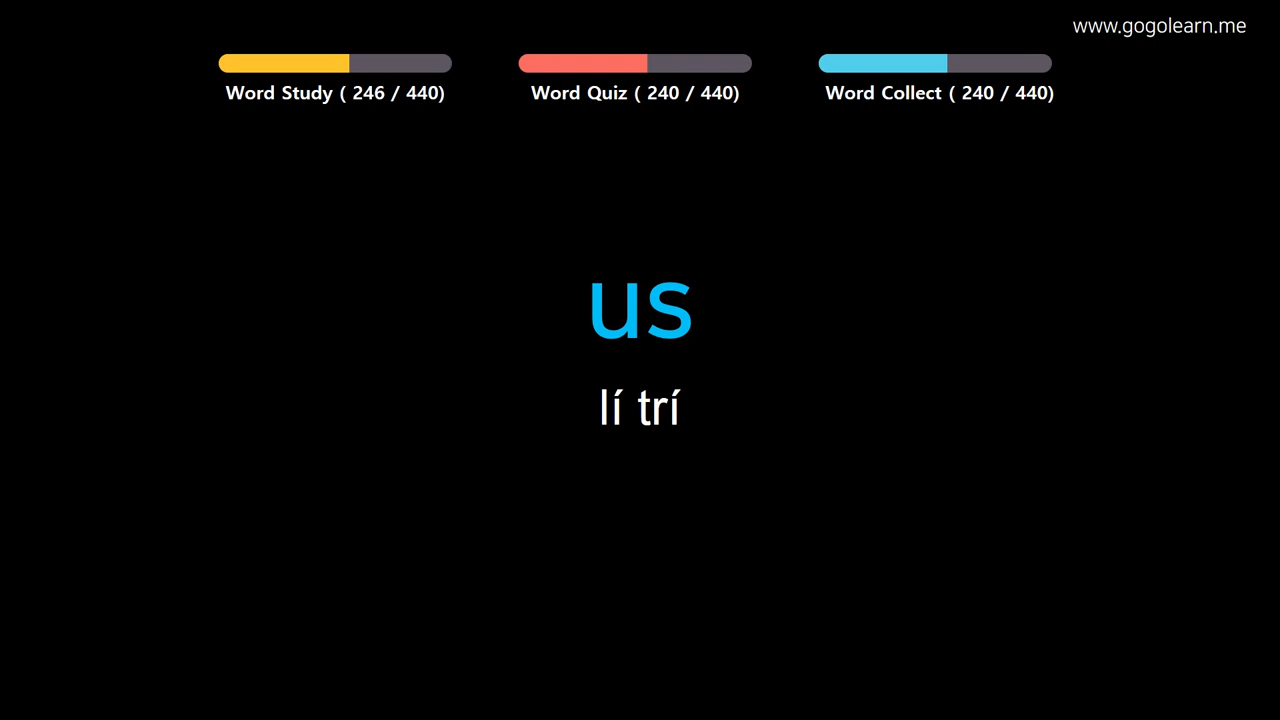 www.gogolearn.me
Word Study ( 246 / 440)
Word Quiz ( 240 / 440)
Word Collect ( 240 / 440)
us
lí trí